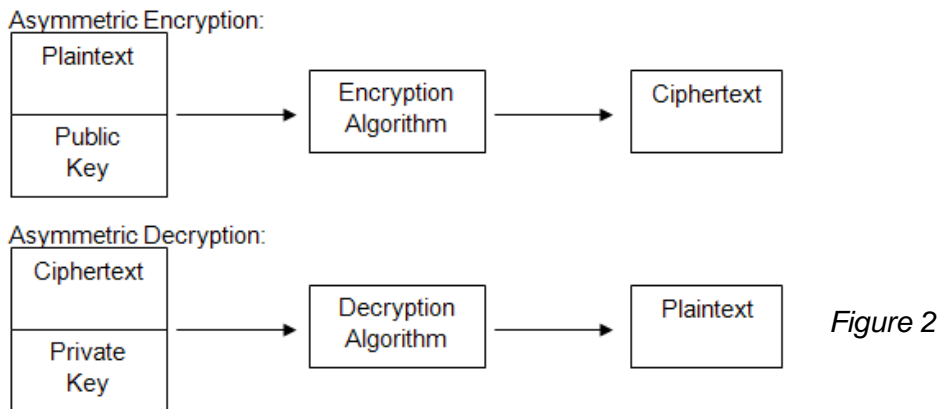 Asymmetric Encryption:
Plaintext
Public
Key
Encryption
Algorithm
Ciphertext
Asymmetric Decryption:
Ciphertext
Private
Key
Decryption
Algorithm
Plaintext
Figure 2